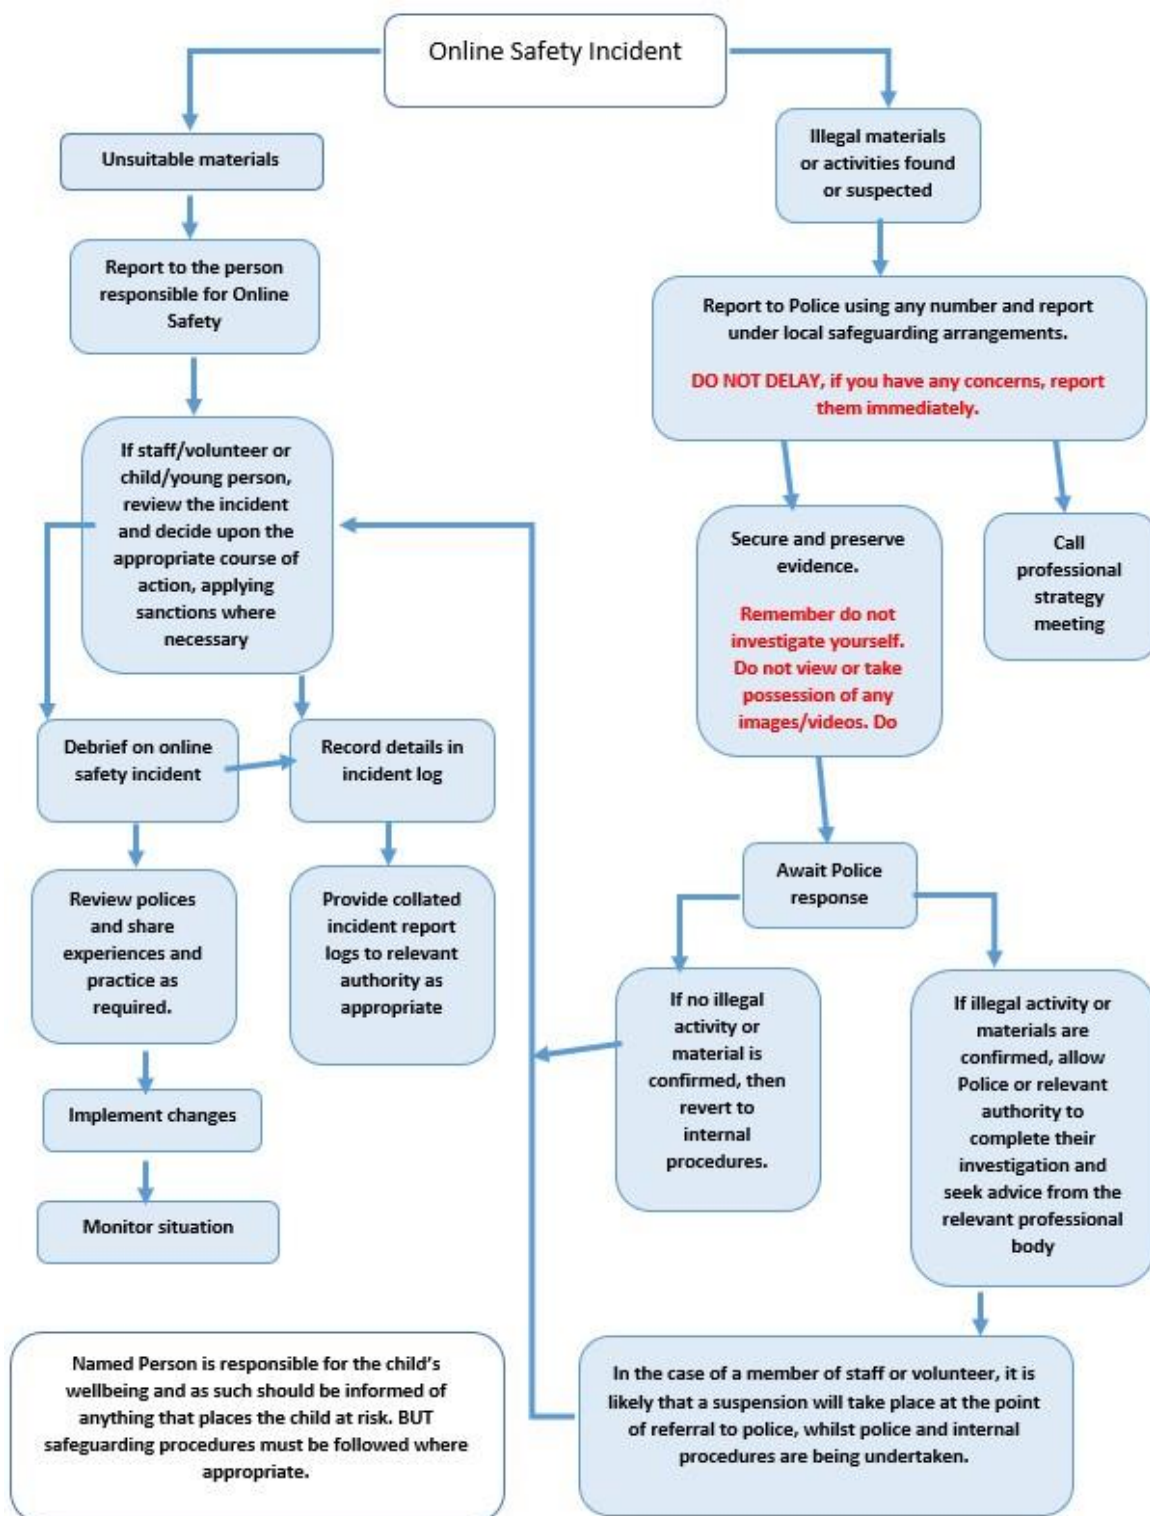 Online Safety Incident
Unsuitable materials
Report to the person
responsible for Online
Safety
If staff/volunteer or
child/young person,
review the incident
and decide upon the
appropriate course of
action, applying
sanctions where
necessary
Debrief on online
safety incident
Record details in
incident log
Review polices
and share
experiences and
practice as
required.
Provide collated
incident report
logs to relevant
authority as
appropriate
Implement changes
Monitor situation
Illegal materials
or activities found
or suspected
Report to Police using any number and report
under local safeguarding arrangements.
DO NOT DELAY, if you have any concerns, report
them immediately.
Secure and preserve
evidence.
Remember do not
investigate yourself.
Do not view or take
possession of any
images/videos. Do
Call
professional
strategy
meeting
Await Police
response
If no illegal
activity or
material is
confirmed, then
revert to
internal
procedures.
If illegal activity or
materials are
confirmed, allow
Police or relevant
authority to
complete their
investigation and
seek advice from the
relevant professional
body
In the case of a member of staff or volunteer, it is
likely that a suspension will take place at the point
of referral to police, whilst police and internal
procedures are being undertaken.
Named Person is responsible for the child's
wellbeing and as such should be informed of
anything that places the child at risk. BUT
safeguarding procedures must be followed where
appropriate.